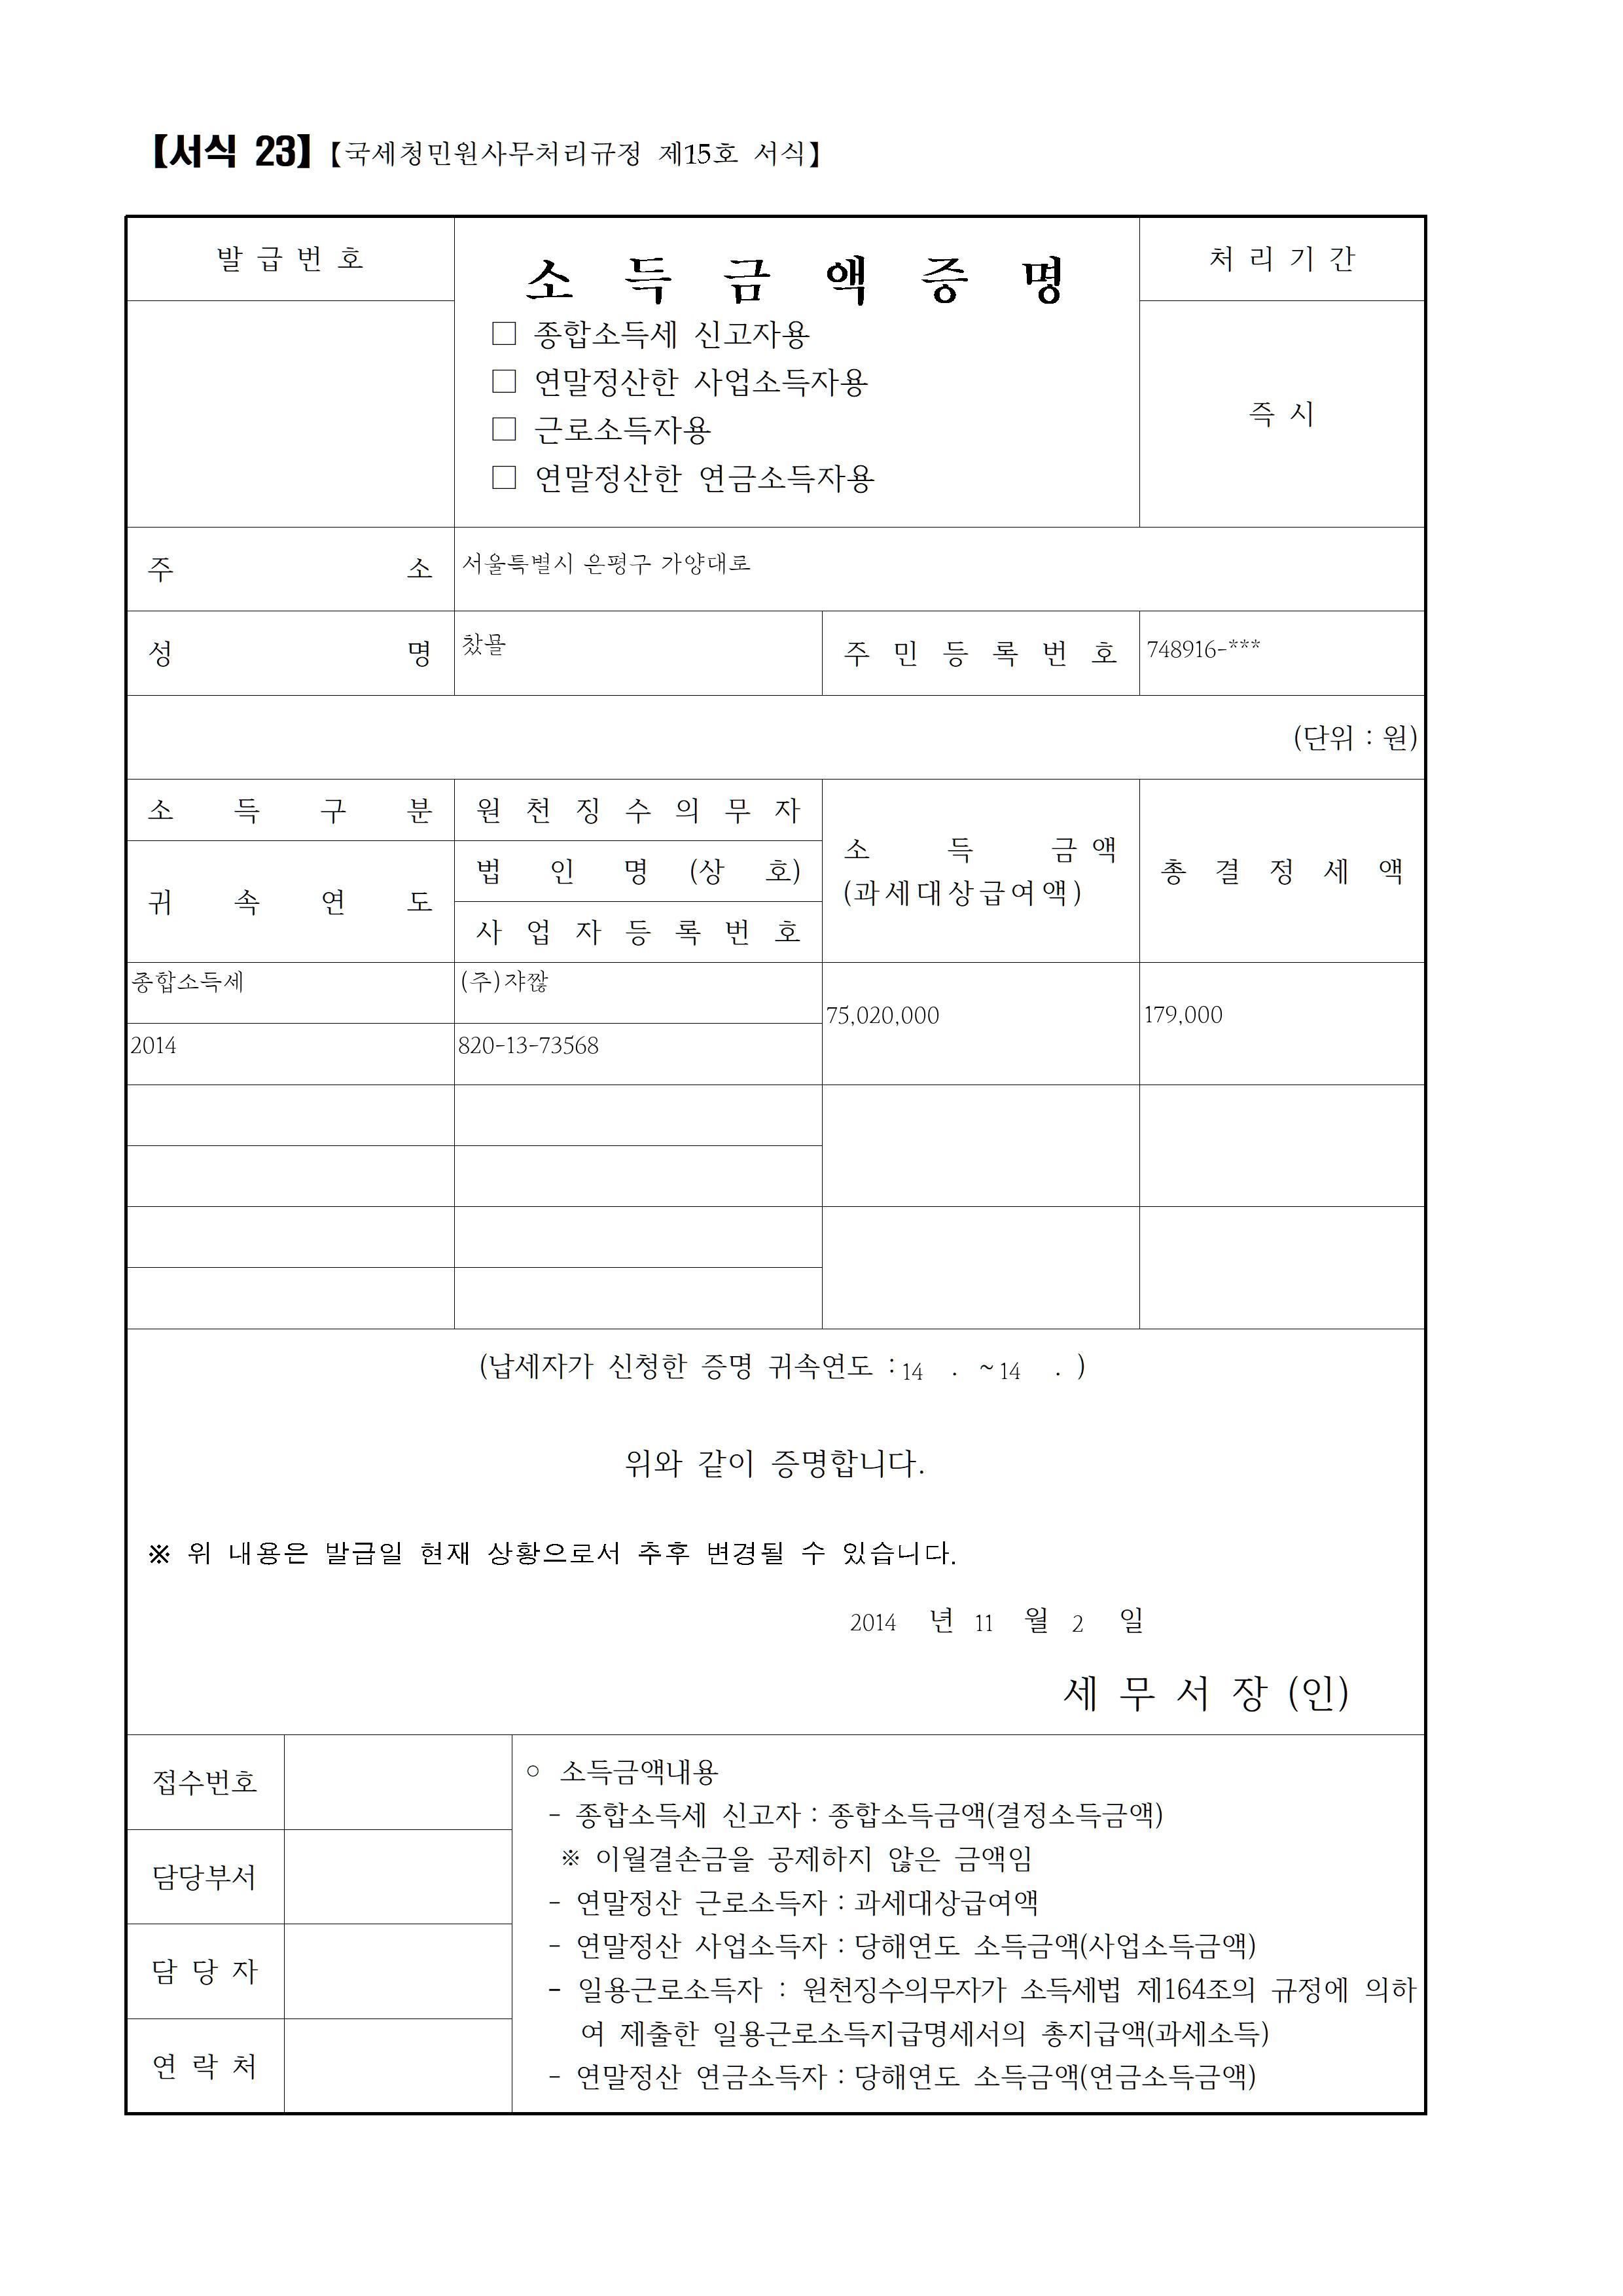 【서식 23】【국세청민원사무처리규정 제15호 서식】
발 급 번 호
소 득 금 액 증 명
처 리 기 간
□ 종합소득세 신고자용
□ 연말정산한 사업소득자용
□ 근로소득자용
□ 연말정산한 연금소득자용
즉 시
주 소 서울특별시 은평구 가양대로
성 명 찼묠 주 민 등 록 번 호 748916-***
(단위 : 원)
소 득 구 분 원 천 징 수 의 무 자
귀 속 연 도 법 인 명 (상 호)
사 업 자 등 록 번 호
소 득 금 액
(과세대상급여액)
총 결 정 세 액
종합소득세 (주)쟈짢
75,020,000 179,000
2014 820-13-73568
(납세자가 신청한 증명 귀속연도 : 14 . ~ 14 . )
위와 같이 증명합니다.
※ 위 내용은 발급일 현재 상황으로서 추후 변경될 수 있습니다.
2014 년 11 월 2 일
세 무 서 장 (인)
접수번호
담당부서
담 당 자
연 락 처
○ 소득금액내용
- 종합소득세 신고자 : 종합소득금액(결정소득금액)
※ 이월결손금을 공제하지 않은 금액임
- 연말정산 근로소득자 : 과세대상급여액
- 연말정산 사업소득자 : 당해연도 소득금액(사업소득금액)
- 일용근로소득자 : 원천징수의무자가 소득세법 제164조의 규정에 의하
여 제출한 일용근로소득지급명세서의 총지급액(과세소득)
- 연말정산 연금소득자 : 당해연도 소득금액(연금소득금액)